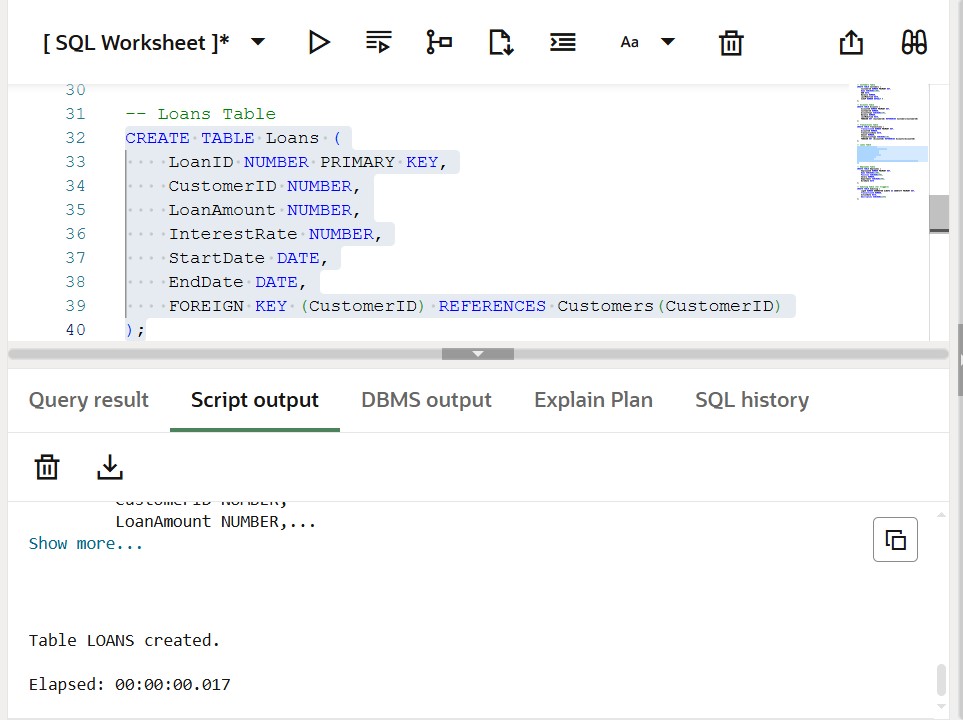 [ SQL Worksheet ]*
Aa
30
31 -- Loans Table
32 CREATE TABLE Loans (
33 LoanID NUMBER PRIMARY KEY,
34 CustomerID NUMBER,
35 LoanAmount NUMBER,
36 InterestRate NUMBER,
37 StartDate DATE,
38 EndDate DATE,
39 FOREIGN KEY (CustomerID) REFERENCES Customers(CustomerID)
40 );
Query result Script output DBMS output Explain Plan SQL history
CustomerID NUMBER,
LoanAmount NUMBER,...
Show more...
Table LOANS created.
Elapsed: 00:00:00.017